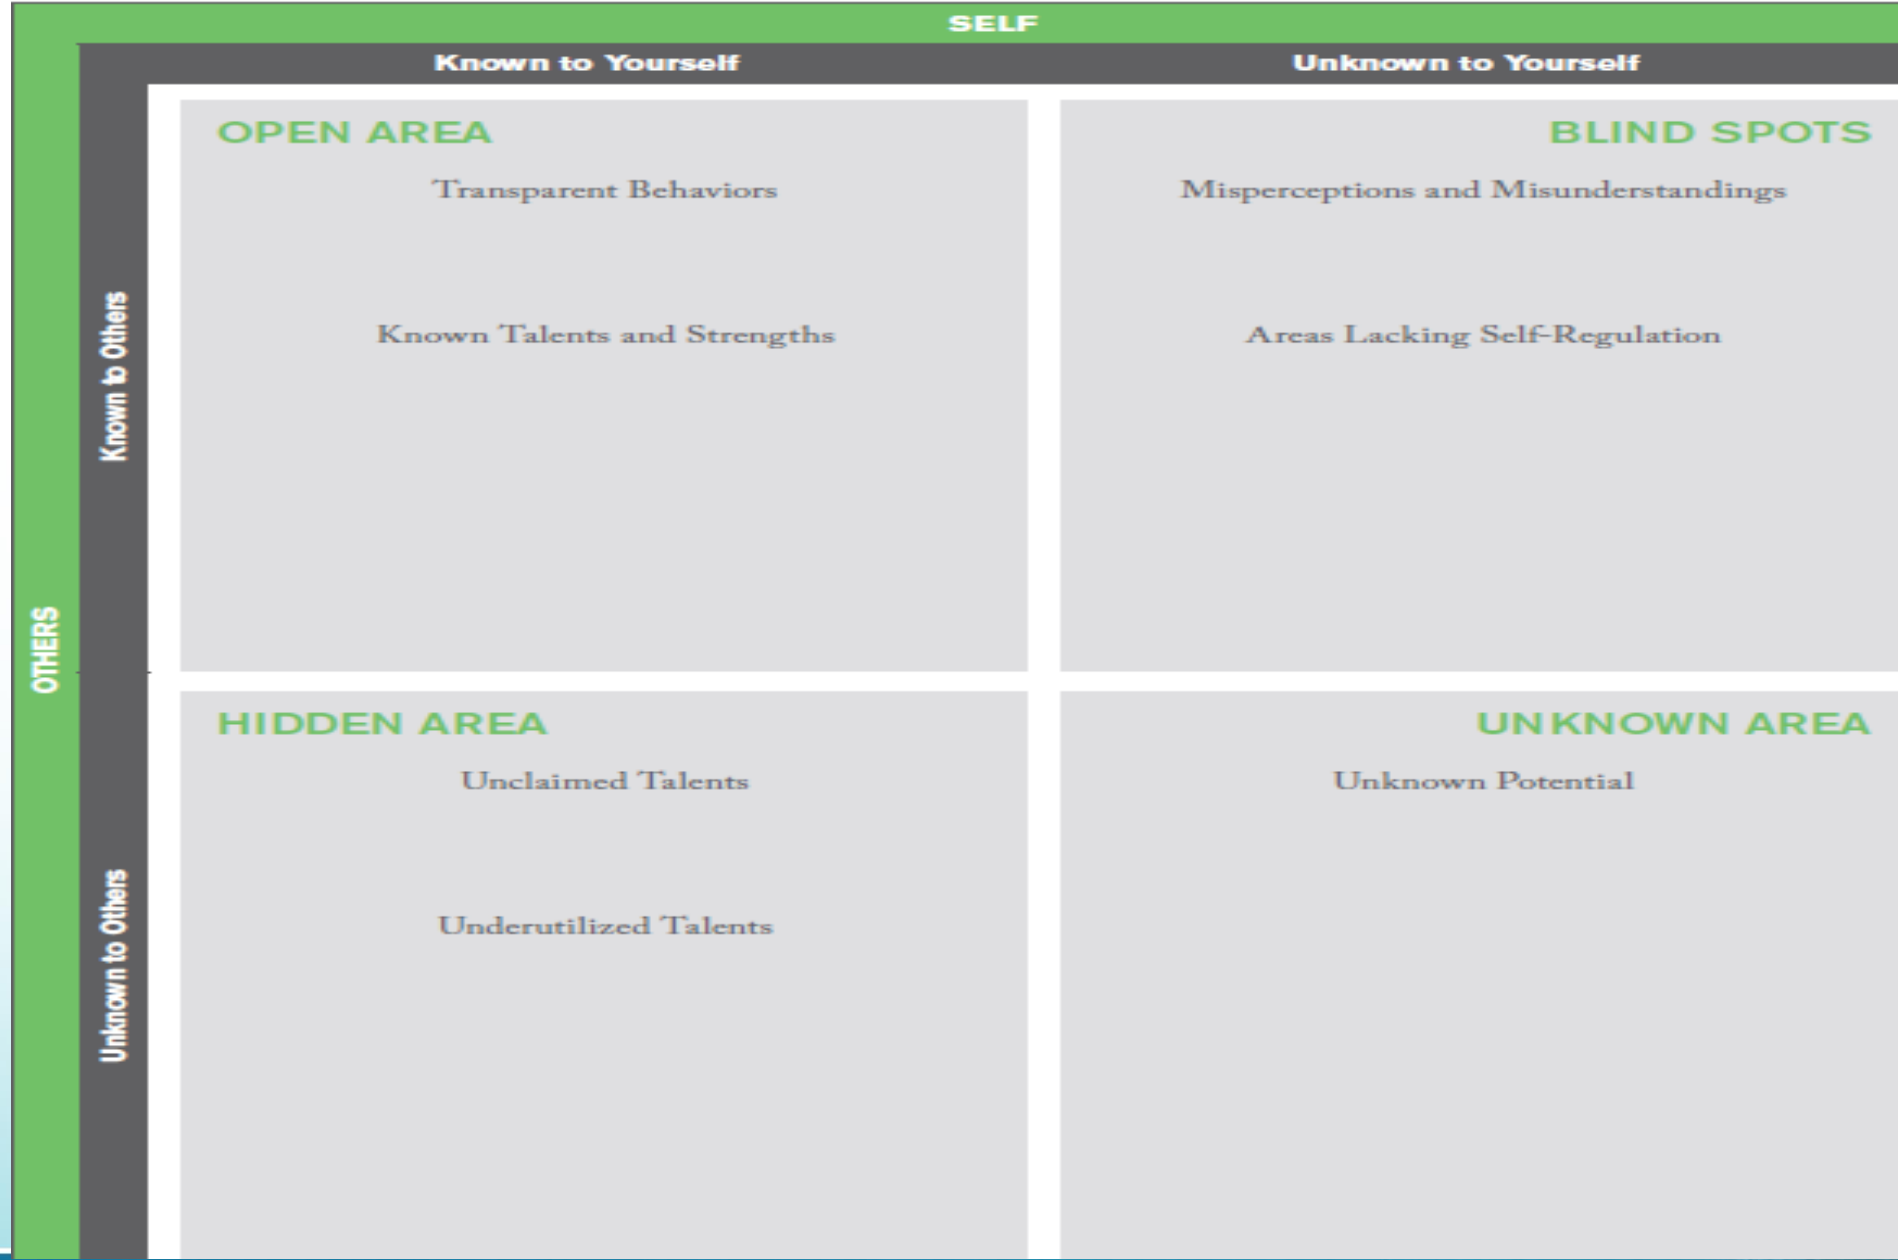 SELF
Known to Yourself
Unknown to Yourself
OTHERS
Known to Others
OPEN AREA
Transparent Behaviors
Known Talents and Strengths
BLIND SPOTS
Misperceptions and Misunderstandings
Areas Lacking Self-Regulation
Unknown to Others
HIDDEN AREA
Unclaimed Talents
Underutilized Talents
UNKNOWN AREA
Unknown Potential